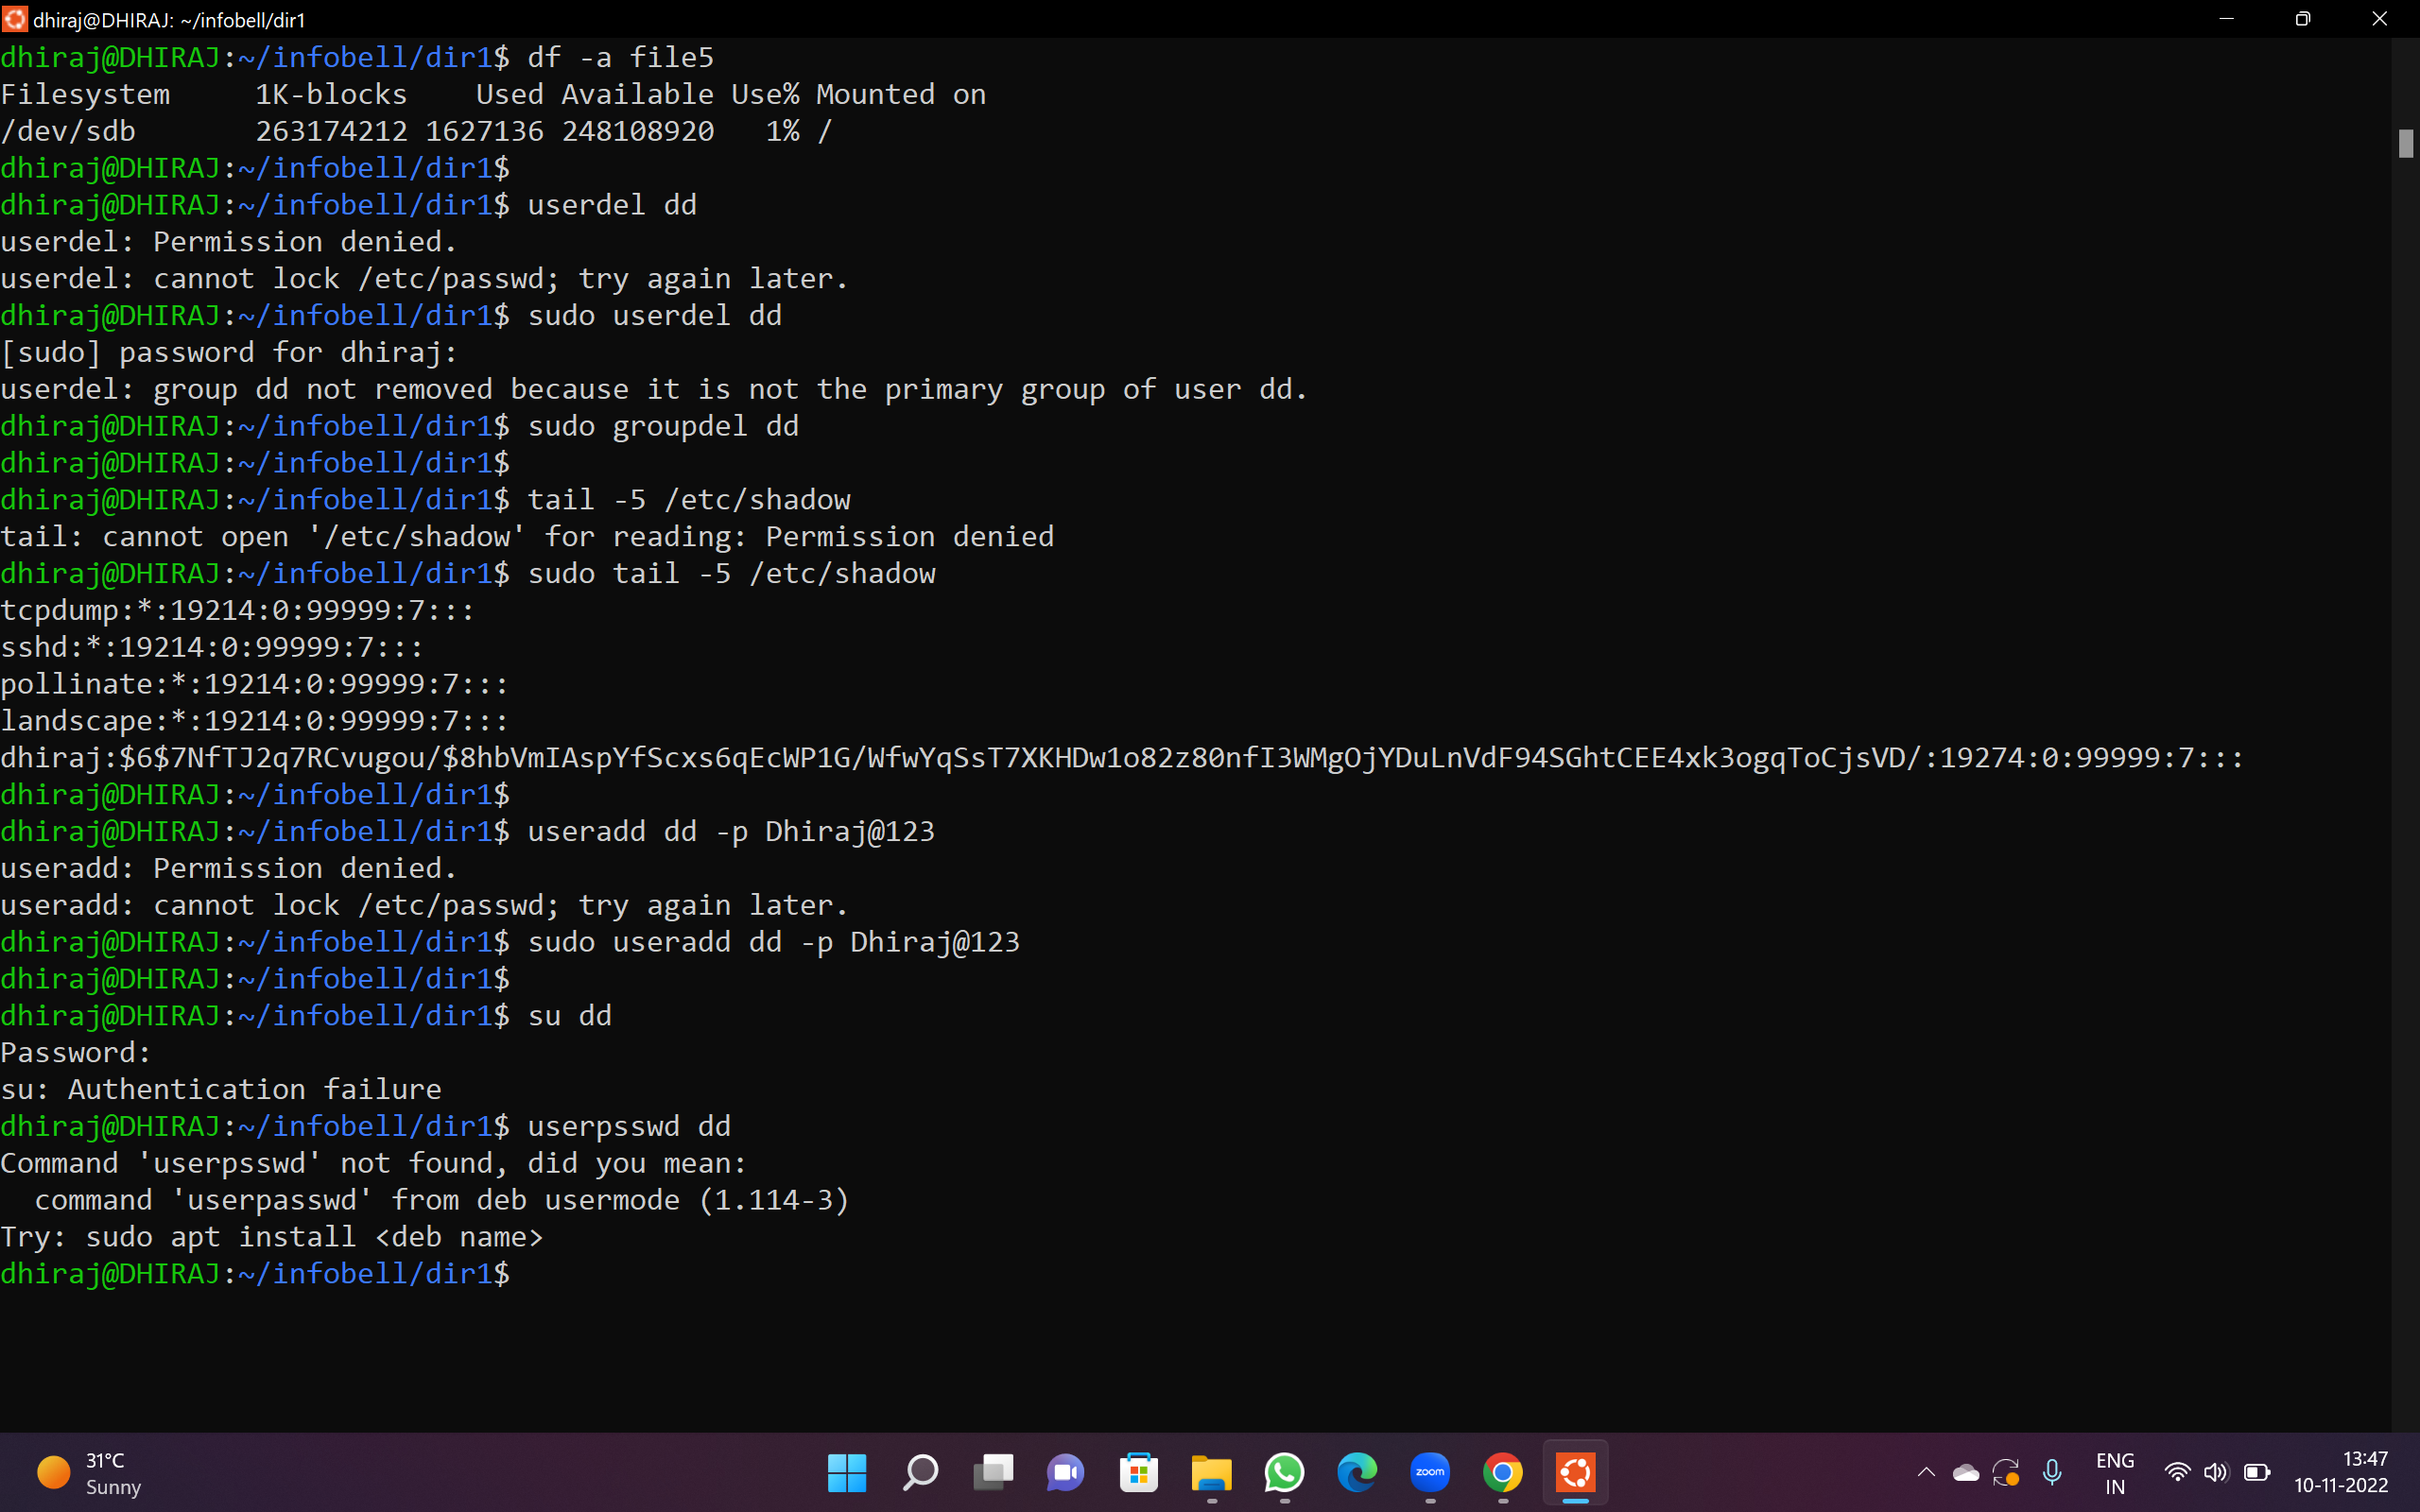 dhiraj@DHIRAJ: ~/infobell/dir1
dhiraj@DHIRAJ:~/infobell/dir1$ df -a file5
Filesystem     1K-blocks    Used Available Use% Mounted on
/dev/sdb       263174212 1627136 248108920   1% /
dhiraj@DHIRAJ:~/infobell/dir1$
dhiraj@DHIRAJ:~/infobell/dir1$ userdel dd
userdel: Permission denied.
userdel: cannot lock /etc/passwd; try again later.
dhiraj@DHIRAJ:~/infobell/dir1$ sudo userdel dd
[sudo] password for dhiraj:
userdel: group dd not removed because it is not the primary group of user dd.
dhiraj@DHIRAJ:~/infobell/dir1$ sudo groupdel dd
dhiraj@DHIRAJ:~/infobell/dir1$
dhiraj@DHIRAJ:~/infobell/dir1$ tail -5 /etc/shadow
tail: cannot open '/etc/shadow' for reading: Permission denied
dhiraj@DHIRAJ:~/infobell/dir1$ sudo tail -5 /etc/shadow
tcpdump:*:19214:0:99999:7:::
sshd:*:19214:0:99999:7:::
pollinate:*:19214:0:99999:7:::
landscape:*:19214:0:99999:7:::
dhiraj:$6$7NfTJ2q7RCvugou/$8hbVmIAspYfScxs6qEcWP1G/WfwYqSsT7XKHDw1o82z80nfI3WMgOjYDuLnVdF94SGhtCEE4xk3ogqToCjsVD/:19274:0:99999:7:::
dhiraj@DHIRAJ:~/infobell/dir1$
dhiraj@DHIRAJ:~/infobell/dir1$ useradd dd -p Dhiraj@123
useradd: Permission denied.
useradd: cannot lock /etc/passwd; try again later.
dhiraj@DHIRAJ:~/infobell/dir1$ sudo useradd dd -p Dhiraj@123
dhiraj@DHIRAJ:~/infobell/dir1$
dhiraj@DHIRAJ:~/infobell/dir1$ su dd
Password:
su: Authentication failure
dhiraj@DHIRAJ:~/infobell/dir1$ userpsswd dd
Command 'userpsswd' not found, did you mean:
  command 'userpasswd' from deb usermode (1.114-3)
Try: sudo apt install <deb name>
dhiraj@DHIRAJ:~/infobell/dir1$
31°C
Sunny
zoom
ENG
IN
13:47
10-11-2022